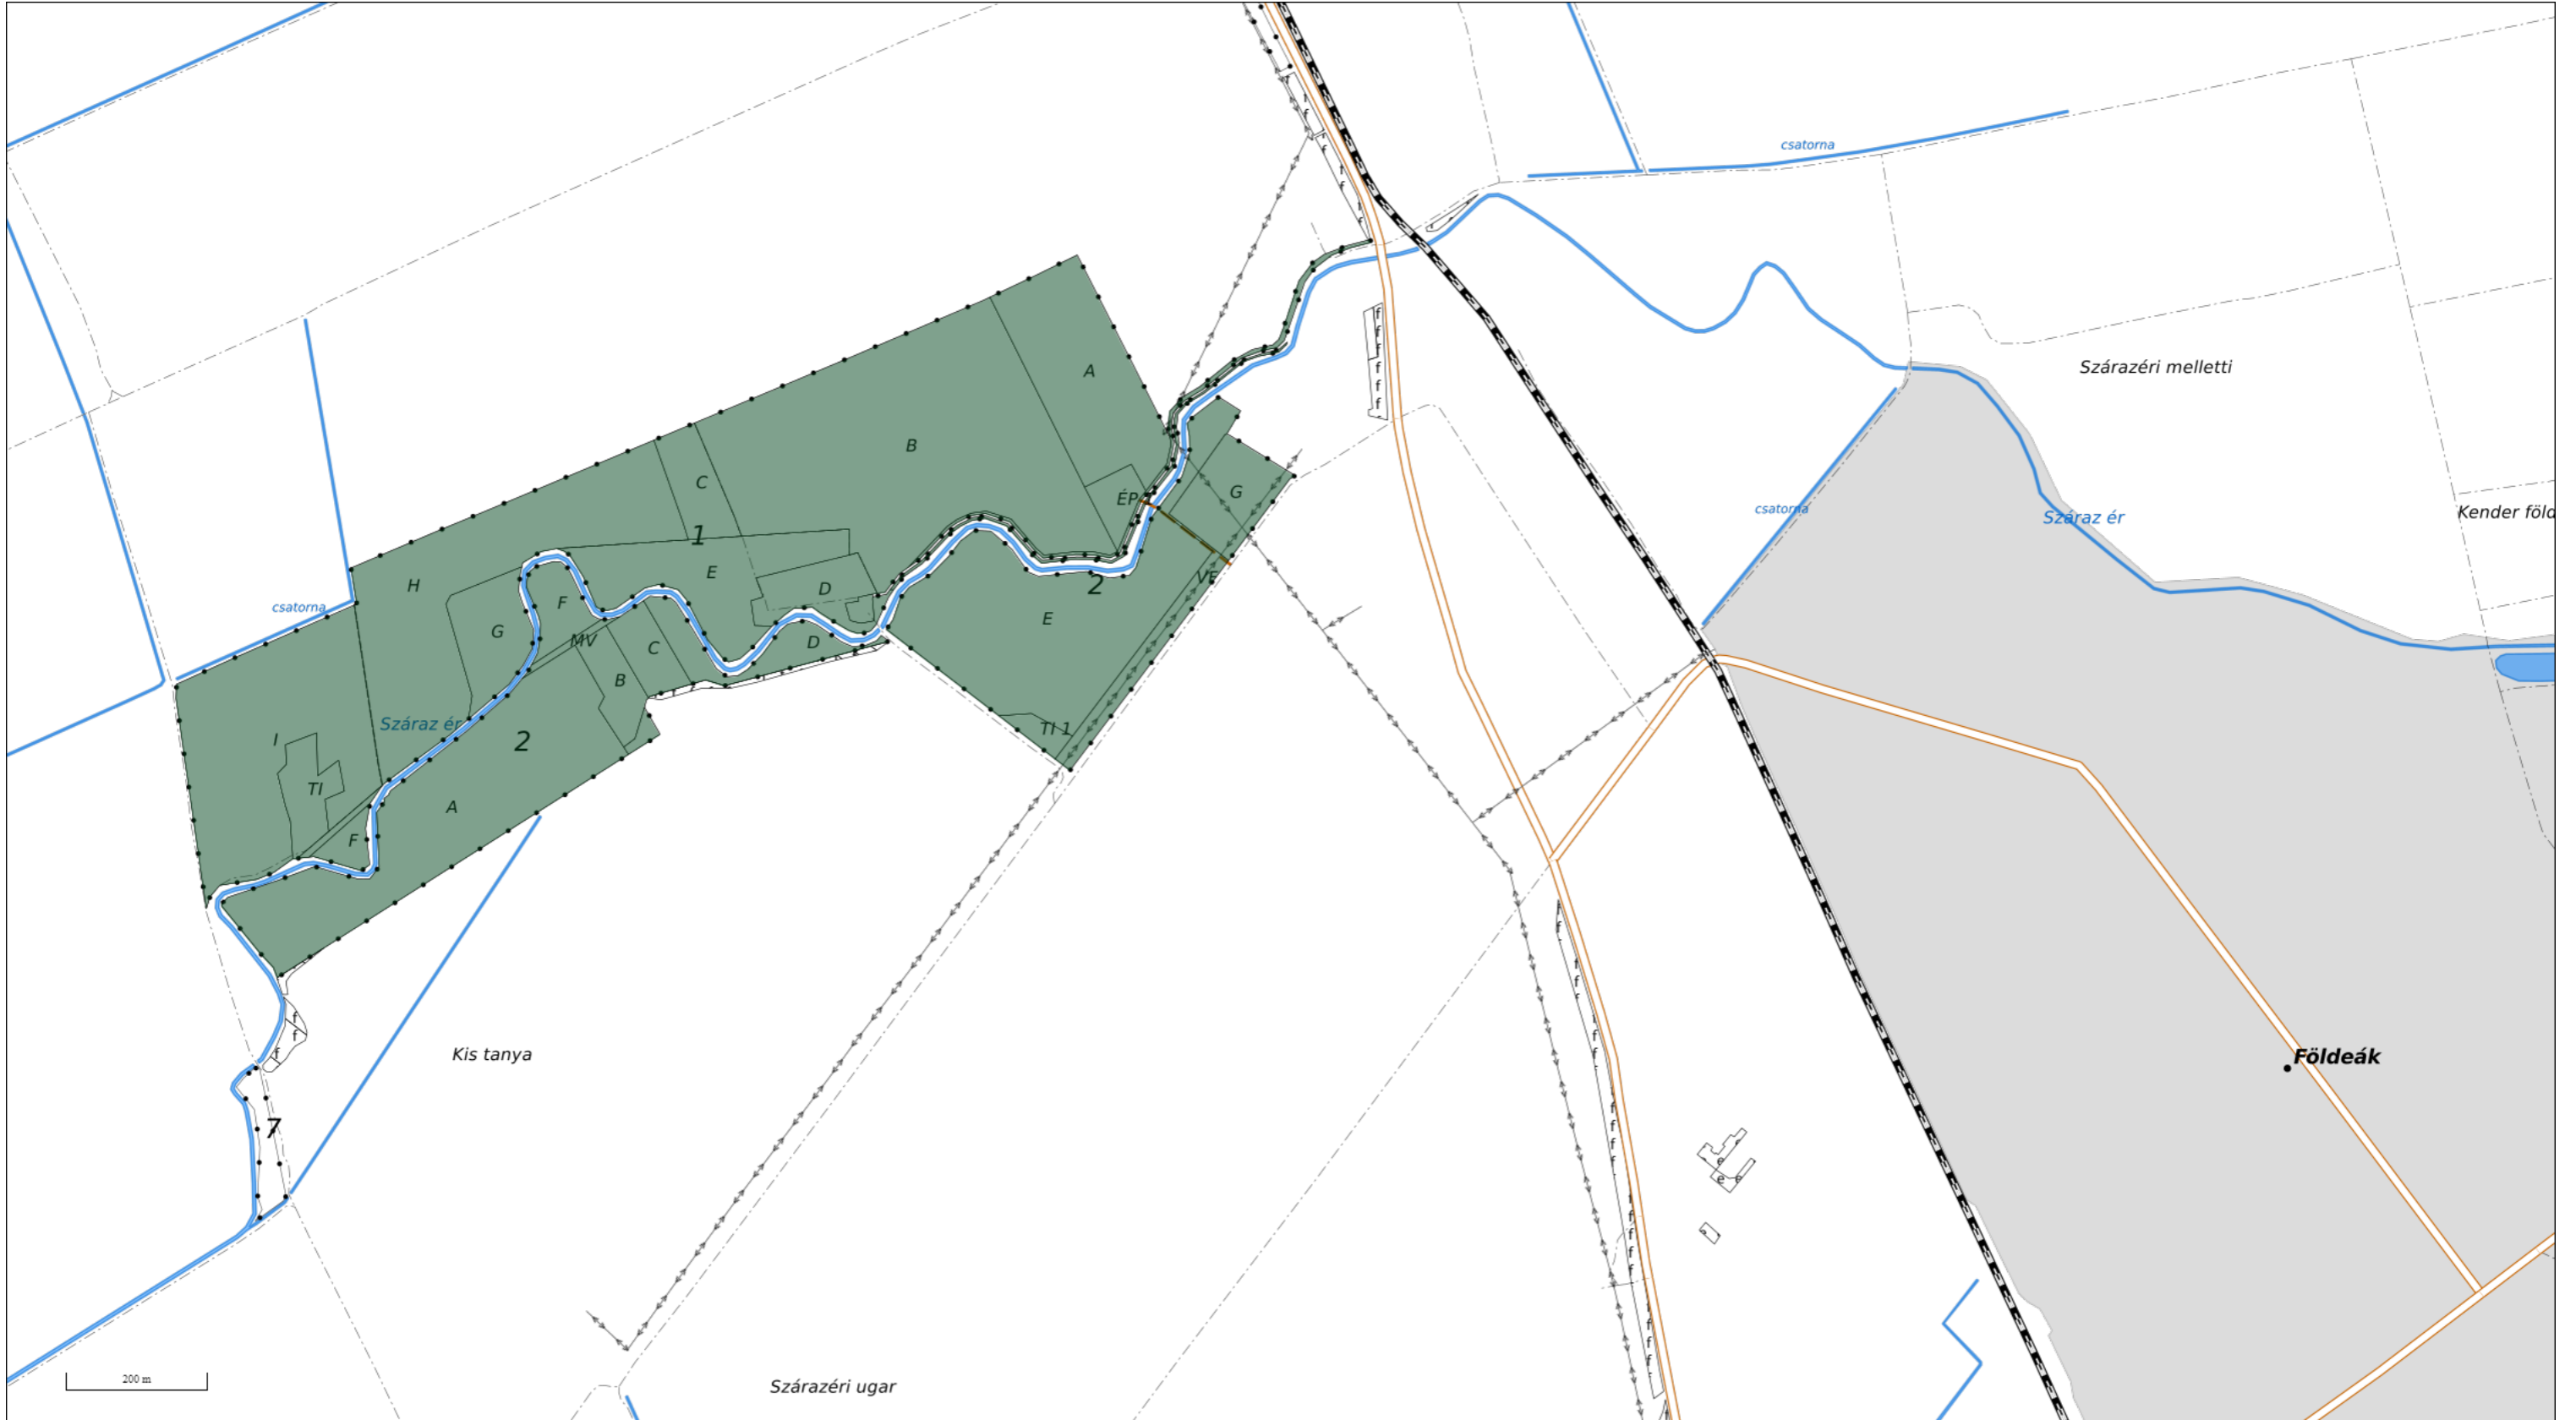 csatorna
Szárazéri melletti
A
B
C
G
ÉP
Kender föld
csatorna
Száraz ér
1
E
VE
H
D
2
csatorna
F
E
G
MV
C
D
B
Száraz ér
TI 1
2
I
TI
A
F
Földeák
Kis tanya
7
200 m
Szárazéri ugar